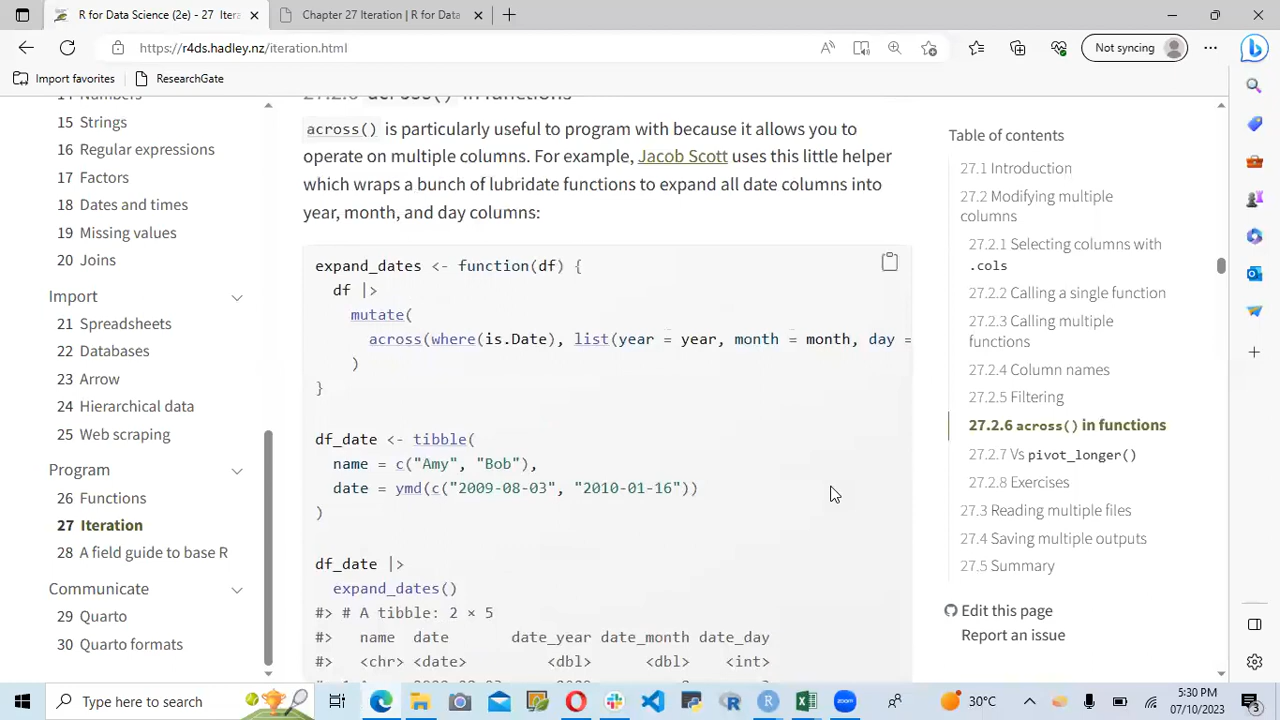 R for Data Science (2e) - 27 Itera
Chapter 27 Iteration | R for Data
https://r4ds.hadley.nz/iteration.html
Not syncing
Import favorites
ResearchGate
15 Strings
16 Regular expressions
17 Factors
18 Dates and times
19 Missing values
20 Joins
Import
21 Spreadsheets
22 Databases
23 Arrow
24 Hierarchical data
25 Web scraping
Program
26 Functions
27 Iteration
28 A field guide to base R
Communicate
29 Quarto
30 Quarto formats
across() is particularly useful to program with because it allows you to
operate on multiple columns. For example, Jacob Scott uses this little helper
which wraps a bunch of lubridate functions to expand all date columns into
year, month, and day columns:
expand_dates <- function(df) {
df |>
mutate(
across(where(is.Date), list(year = year, month = month, day =
)
}
df_date <- tibble(
name = c("Amy", "Bob"),
date = ymd(c("2009-08-03", "2010-01-16"))
)
df_date |>
expand_dates()
#> # A tibble: 2 × 5
#> name date date_year date_month date_day
#> <chr> <date> <dbl> <dbl> <int>
Table of contents
27.1 Introduction
27.2 Modifying multiple
columns
27.2.1 Selecting columns with
.cols
27.2.2 Calling a single function
27.2.3 Calling multiple
functions
27.2.4 Column names
27.2.5 Filtering
27.2.6 across() in functions
27.2.7 Vs pivot_longer()
27.2.8 Exercises
27.3 Reading multiple files
27.4 Saving multiple outputs
27.5 Summary
Edit this page
Report an issue
Type here to search
30°C
5:30 PM
07/10/2023
3